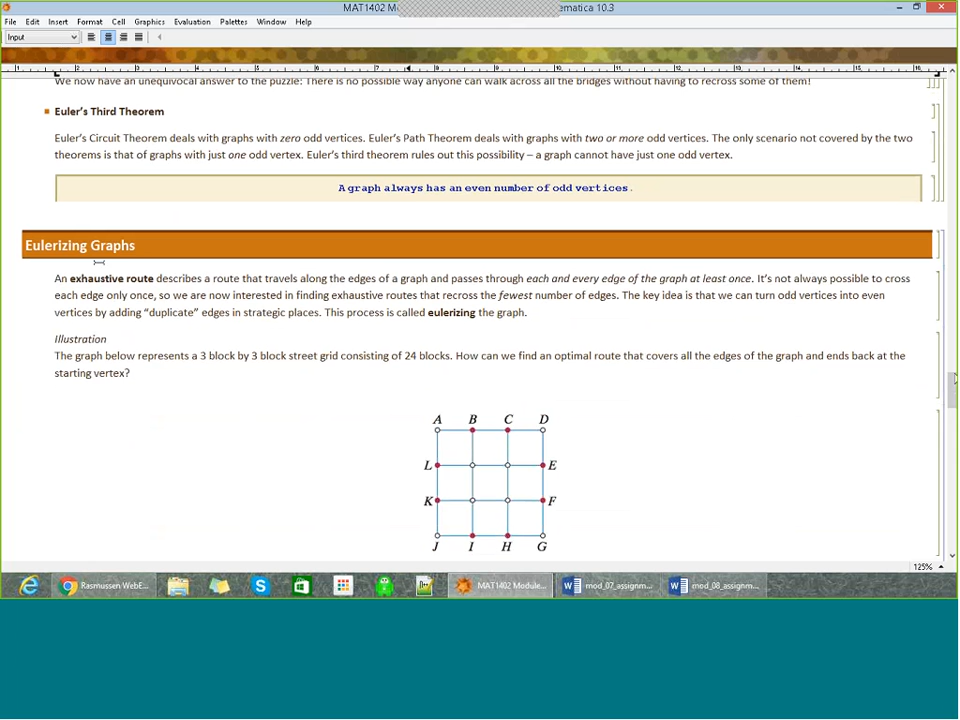 MAT1402 M ematica 10.3
File Edit Insert Format Cell Graphics Evaluation Palettes Window Help
Input
We now have an unequivocal answer to the puzzle: There is no possible way anyone can walk across all the bridges without having to recross some of them!
Euler's Third Theorem
Euler's Circuit Theorem deals with graphs with zero odd vertices. Euler's Path Theorem deals with graphs with two or more odd vertices. The only scenario not covered by the two
theorems is that of graphs with just one odd vertex. Euler's third theorem rules out this possibility – a graph cannot have just one odd vertex.
A graph always has an even number of odd vertices.
Eulerizing Graphs
An exhaustive route describes a route that travels along the edges of a graph and passes through each and every edge of the graph at least once. It's not always possible to cross
each edge only once, so we are now interested in finding exhaustive routes that recross the fewest number of edges. The key idea is that we can turn odd vertices into even
vertices by adding "duplicate" edges in strategic places. This process is called eulerizing the graph.
Illustration
The graph below represents a 3 block by 3 block street grid consisting of 24 blocks. How can we find an optimal route that covers all the edges of the graph and ends back at the
starting vertex?
A B C D
L E
K F
J I H G
125%
Rasmussen WebE... MAT1402 Module... mod_07_assignm... mod_08_assignm...